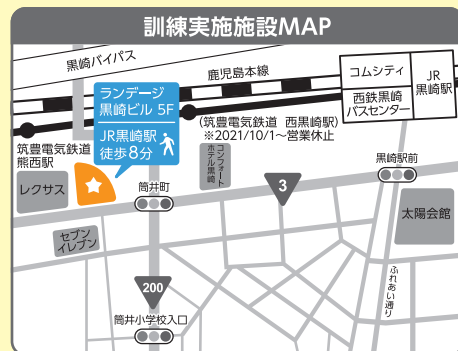 訓練実施施設MAP
黒崎バイパス
鹿児島本線
コムシティ
JR
黒崎駅
西鉄黒崎
バスセンター
ランデージ
黒崎ビル 5F
JR黒崎駅
徒歩8分
(筑豊電気鉄道 西黒崎駅)
※2021/10/1〜営業休止
筑豊電気鉄道
熊西駅
レクサス
コンフォート
ホテル黒崎
黒崎駅前
筒井町
3
太陽会館
セブン
イレブン
ふれあい通り
200
筒井小学校入口